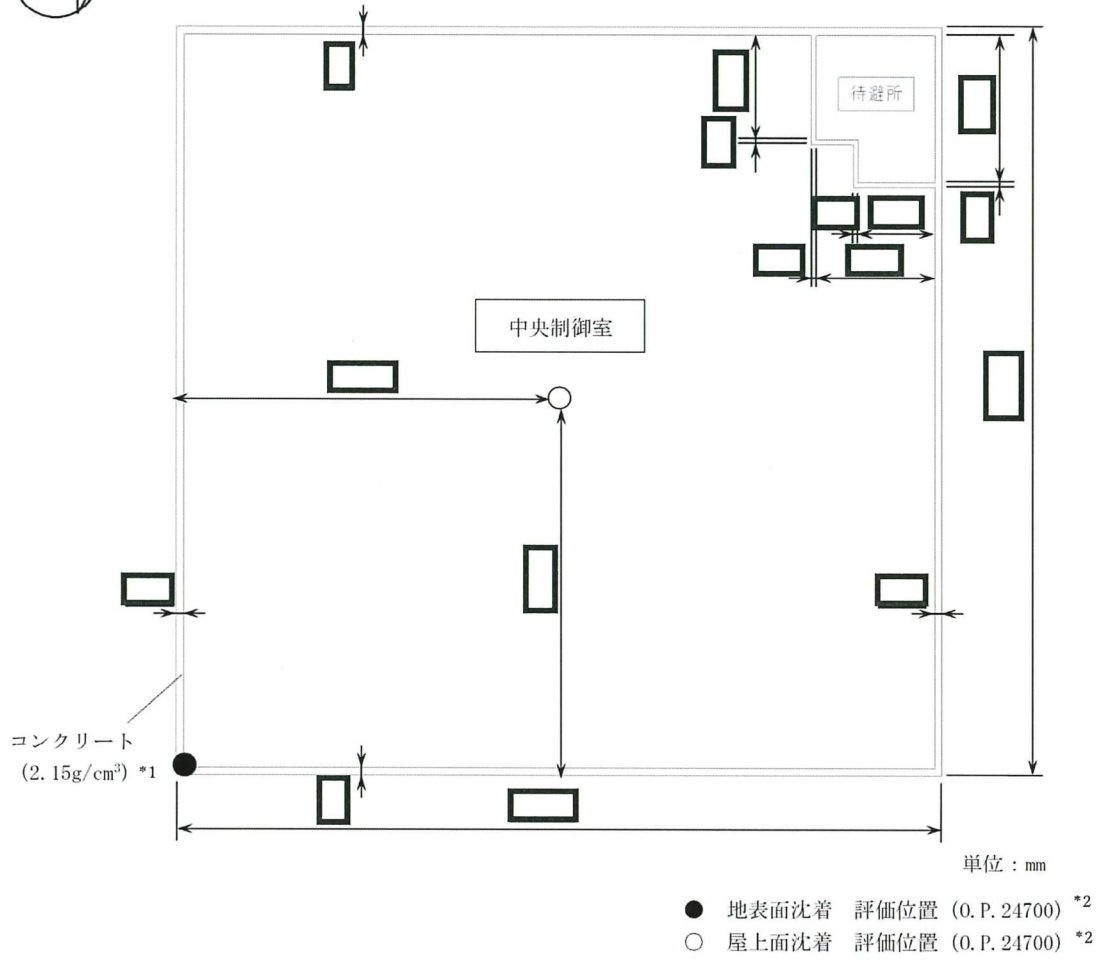 待避所
中央制御室
コンクリート
(2.15g/cm³) *1
単位：mm
● 地表面沈着 評価位置 (O.P.24700) *2
○ 屋上面沈着 評価位置 (O.P.24700) *2